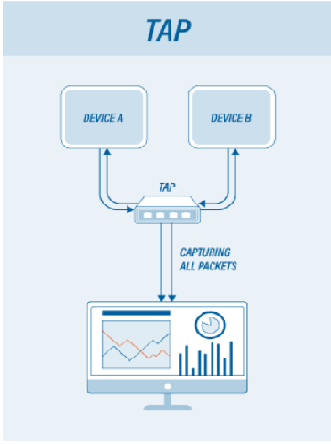 TAP
DEVICE A
DEVICE B
TAP
CAPTURING
ALL PACKETS